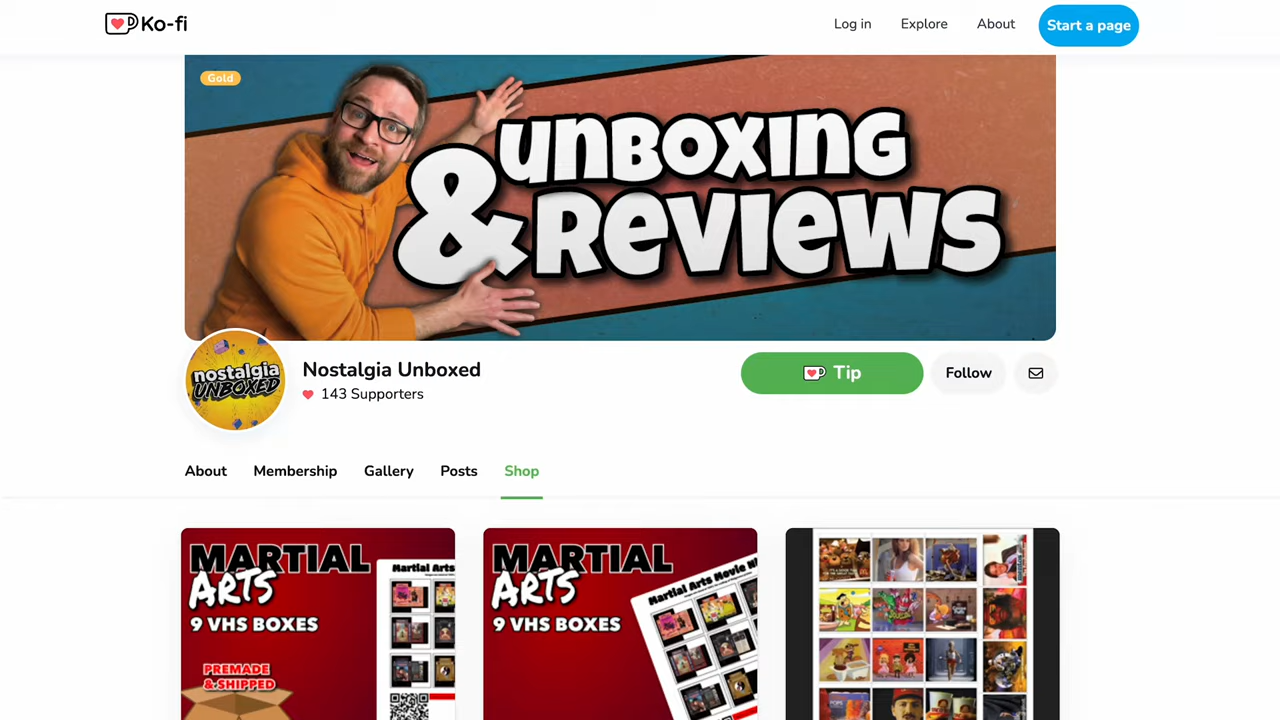 Ko-fi
Log in
Explore
About
Start a page
Gold
UNBOXING
& REVIEWS
nostalgia
UNBOXED
Nostalgia Unboxed
143 Supporters
Tip
Follow
About
Membership
Gallery
Posts
Shop
MARTIAL
ARTS
9 VHS BOXES
PREMADE
& SHIPPED
Martial Arts
MARTIAL
ARTS
9 VHS BOXES
Martial Arts Movie